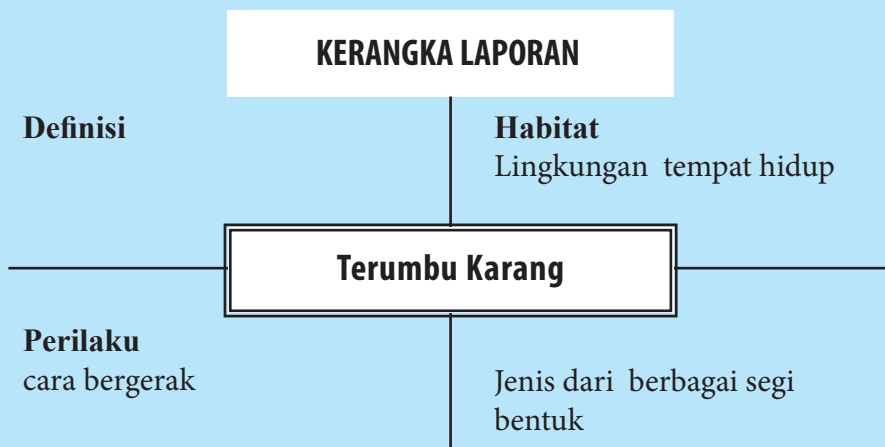 KERANGKA LAPORAN
Definisi
Habitat
Lingkungan tempat hidup
Terumbu Karang
Perilaku
cara bergerak
Jenis dari berbagai segi
bentuk